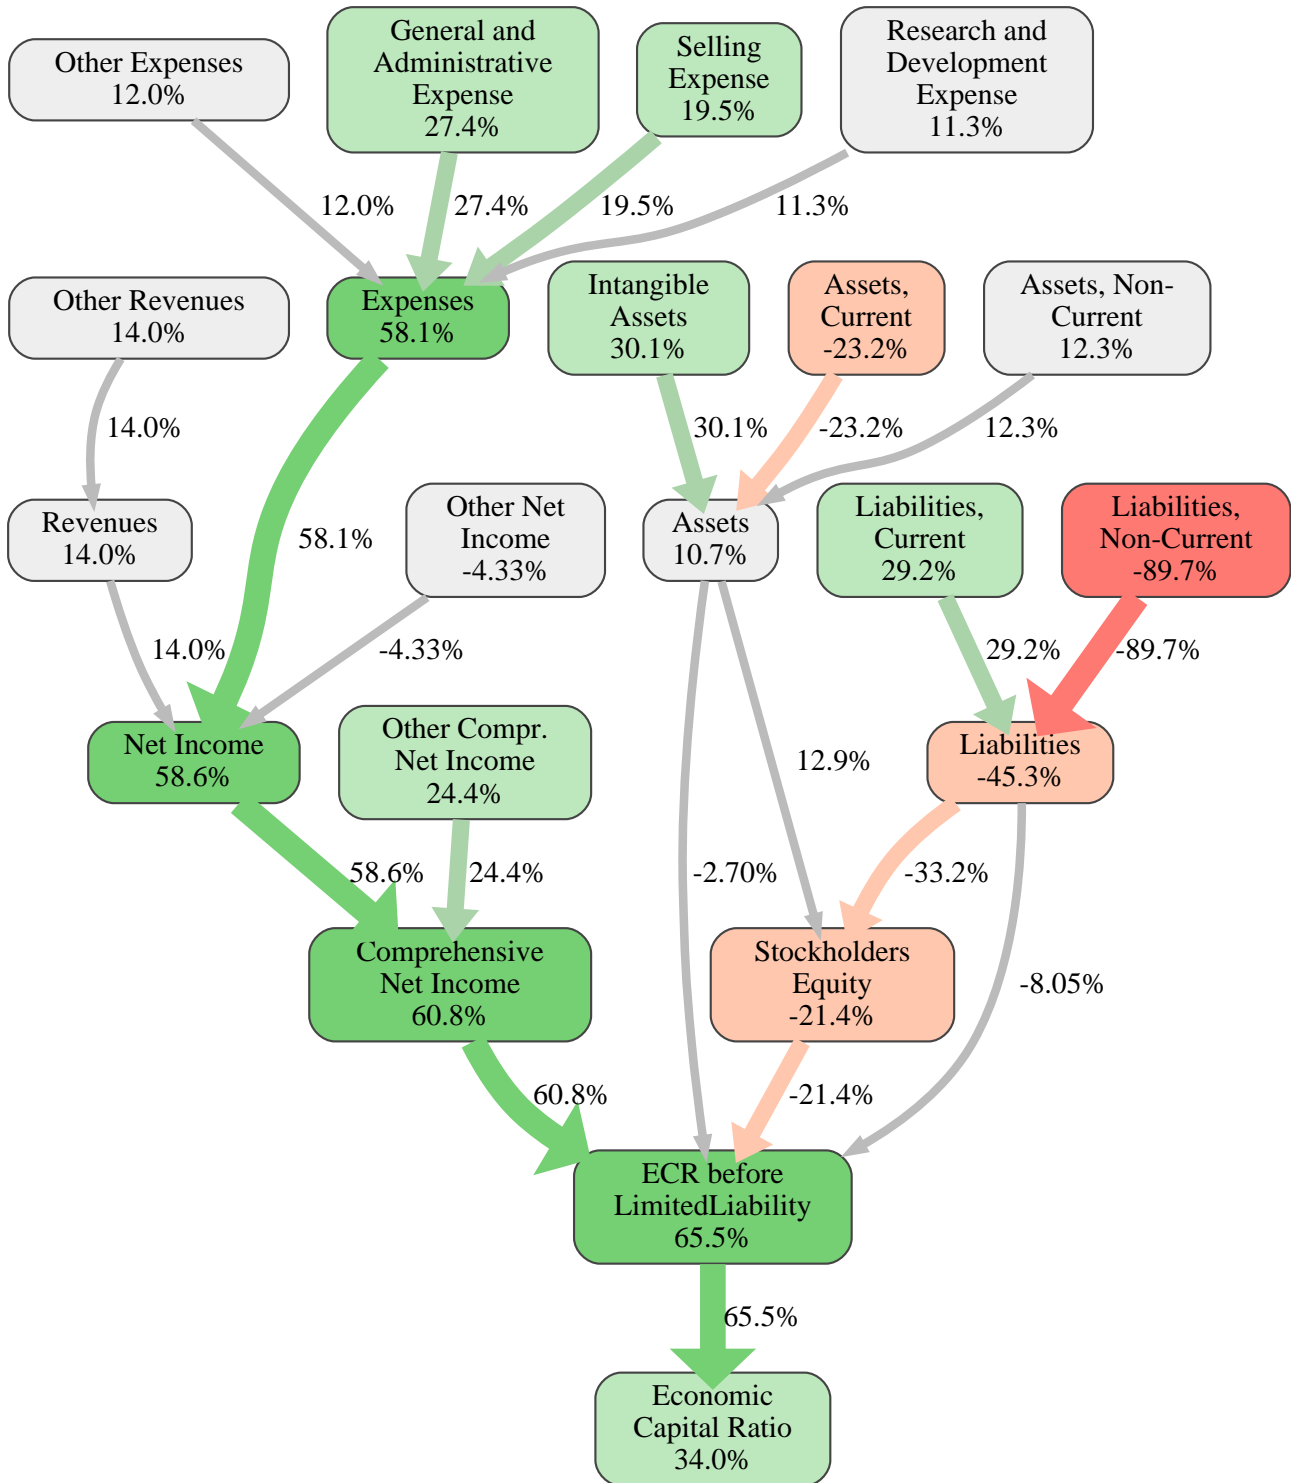 Other Expenses
12.0%
General and
Administrative
Expense
27.4%
Selling
Expense
19.5%
Research and
Development
Expense
11.3%
12.0%
27.4%
19.5%
11.3%
Other Revenues
14.0%
Expenses
58.1%
Intangible
Assets
30.1%
Assets,
Current
-23.2%
Assets, Non-
Current
12.3%
14.0%
30.1%
-23.2%
12.3%
Revenues
14.0%
58.1%
Other Net
Income
-4.33%
Assets
10.7%
Liabilities,
Current
29.2%
Liabilities,
Non-Current
-89.7%
14.0%
-4.33%
29.2%
-89.7%
Net Income
58.6%
Other Compr.
Net Income
24.4%
12.9%
Liabilities
-45.3%
58.6%
24.4%
-2.70%
-33.2%
Comprehensive
Net Income
60.8%
Stockholders
Equity
-21.4%
-8.05%
60.8%
-21.4%
ECR before
LimitedLiability
65.5%
65.5%
Economic
Capital Ratio
34.0%